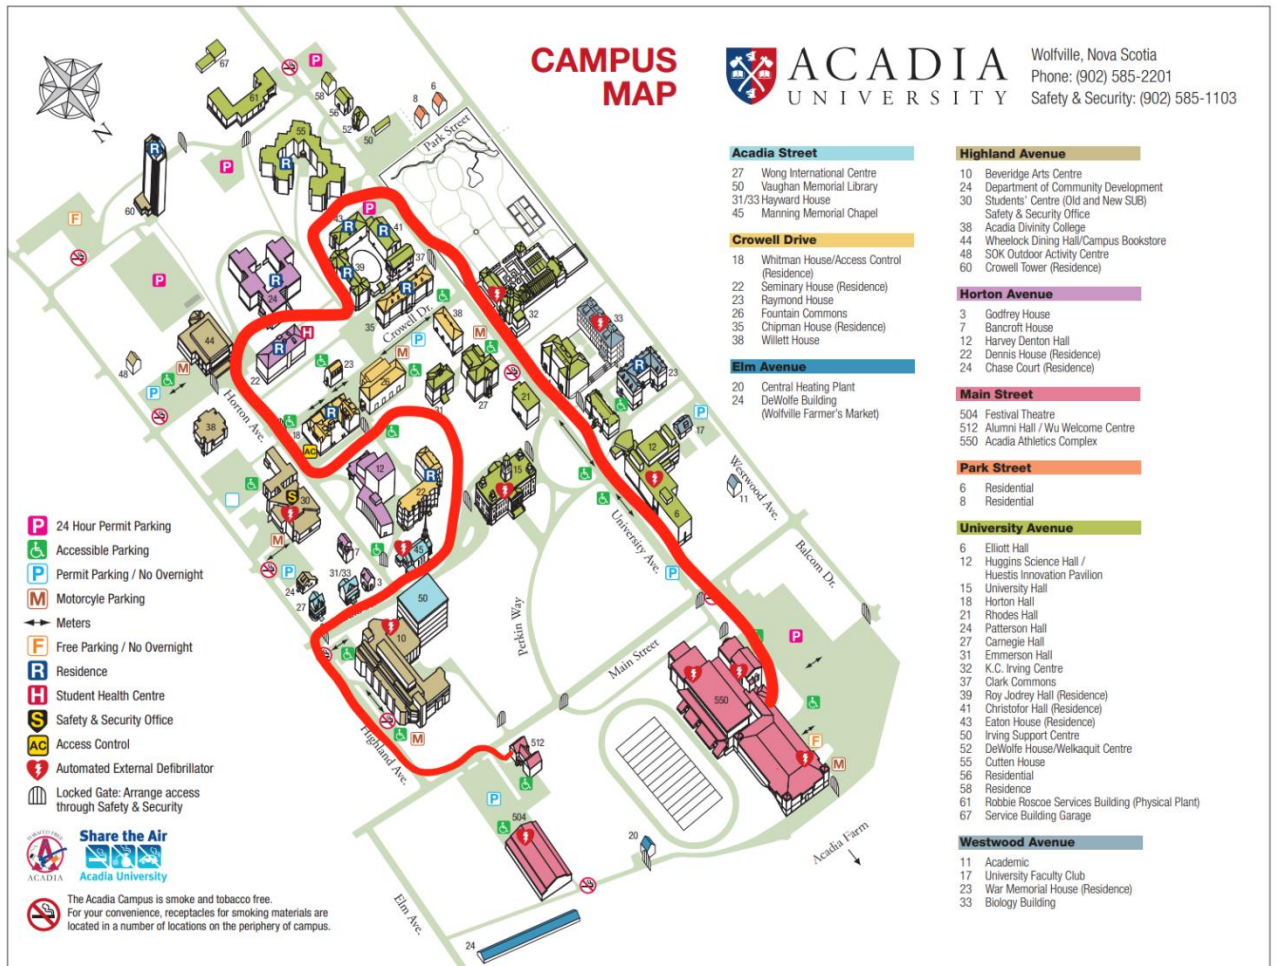 CAMPUS
MAP
ACADIA
UNIVERSITY
Wolfville, Nova Scotia
Phone: (902) 585-2201
Safety & Security: (902) 585-1103
N
Acadia Street
27 Wong International Centre
50 Vaughan Memorial Library
31/33 Hayward House
45 Manning Memorial Chapel
Crowell Drive
18 Whitman House/Access Control
(Residence)
22 Seminary House (Residence)
23 Raymond House
26 Fountain Commons
35 Chipman House (Residence)
38 Willett House
Elm Avenue
20 Central Heating Plant
24 DeWolfe Building
(Wolfville Farmer's Market)
Highland Avenue
10 Beveridge Arts Centre
24 Department of Community Development
30 Students' Centre (Old and New SUB)
Safety & Security Office
38 Acadia Divinity College
44 Wheelock Dining Hall/Campus Bookstore
48 SOK Outdoor Activity Centre
60 Crowell Tower (Residence)
Horton Avenue
3 Godfrey House
7 Bancroft House
12 Harvey Denton Hall
22 Dennis House (Residence)
24 Chase Court (Residence)
Main Street
504 Festival Theatre
512 Alumni Hall / Wu Welcome Centre
550 Acadia Athletics Complex
Park Street
6 Residential
8 Residential
University Avenue
6 Elliott Hall
12 Huggins Science Hall /
Huestis Innovation Pavilion
15 University Hall
18 Horton Hall
21 Rhodes Hall
24 Patterson Hall
27 Carnegie Hall
31 Emmerson Hall
32 K.C. Irving Centre
37 Clark Commons
39 Roy Jodrey Hall (Residence)
41 Christofor Hall (Residence)
43 Eaton House (Residence)
50 Irving Support Centre
52 DeWolfe House/Welkaquit Centre
55 Cutten House
56 Residential
58 Residence
61 Robbie Roscoe Services Building (Physical Plant)
67 Service Building Garage
Westwood Avenue
11 Academic
17 University Faculty Club
23 War Memorial House (Residence)
33 Biology Building
Park Street
Crowell Dr.
Horton Ave.
University Ave.
Westwood Ave.
Balcom Dr.
Perkin Way
Main Street
Highland Ave.
Elm Ave.
Acadia Farm
P 24 Hour Permit Parking
Accessible Parking
P Permit Parking / No Overnight
M Motorcyle Parking
Meters
F Free Parking / No Overnight
R Residence
H Student Health Centre
S Safety & Security Office
AC Access Control
Automated External Defibrillator
Locked Gate: Arrange access
through Safety & Security
ACADIA
Share the Air
Acadia University
The Acadia Campus is smoke and tobacco free.
For your convenience, receptacles for smoking materials are
located in a number of locations on the periphery of campus.